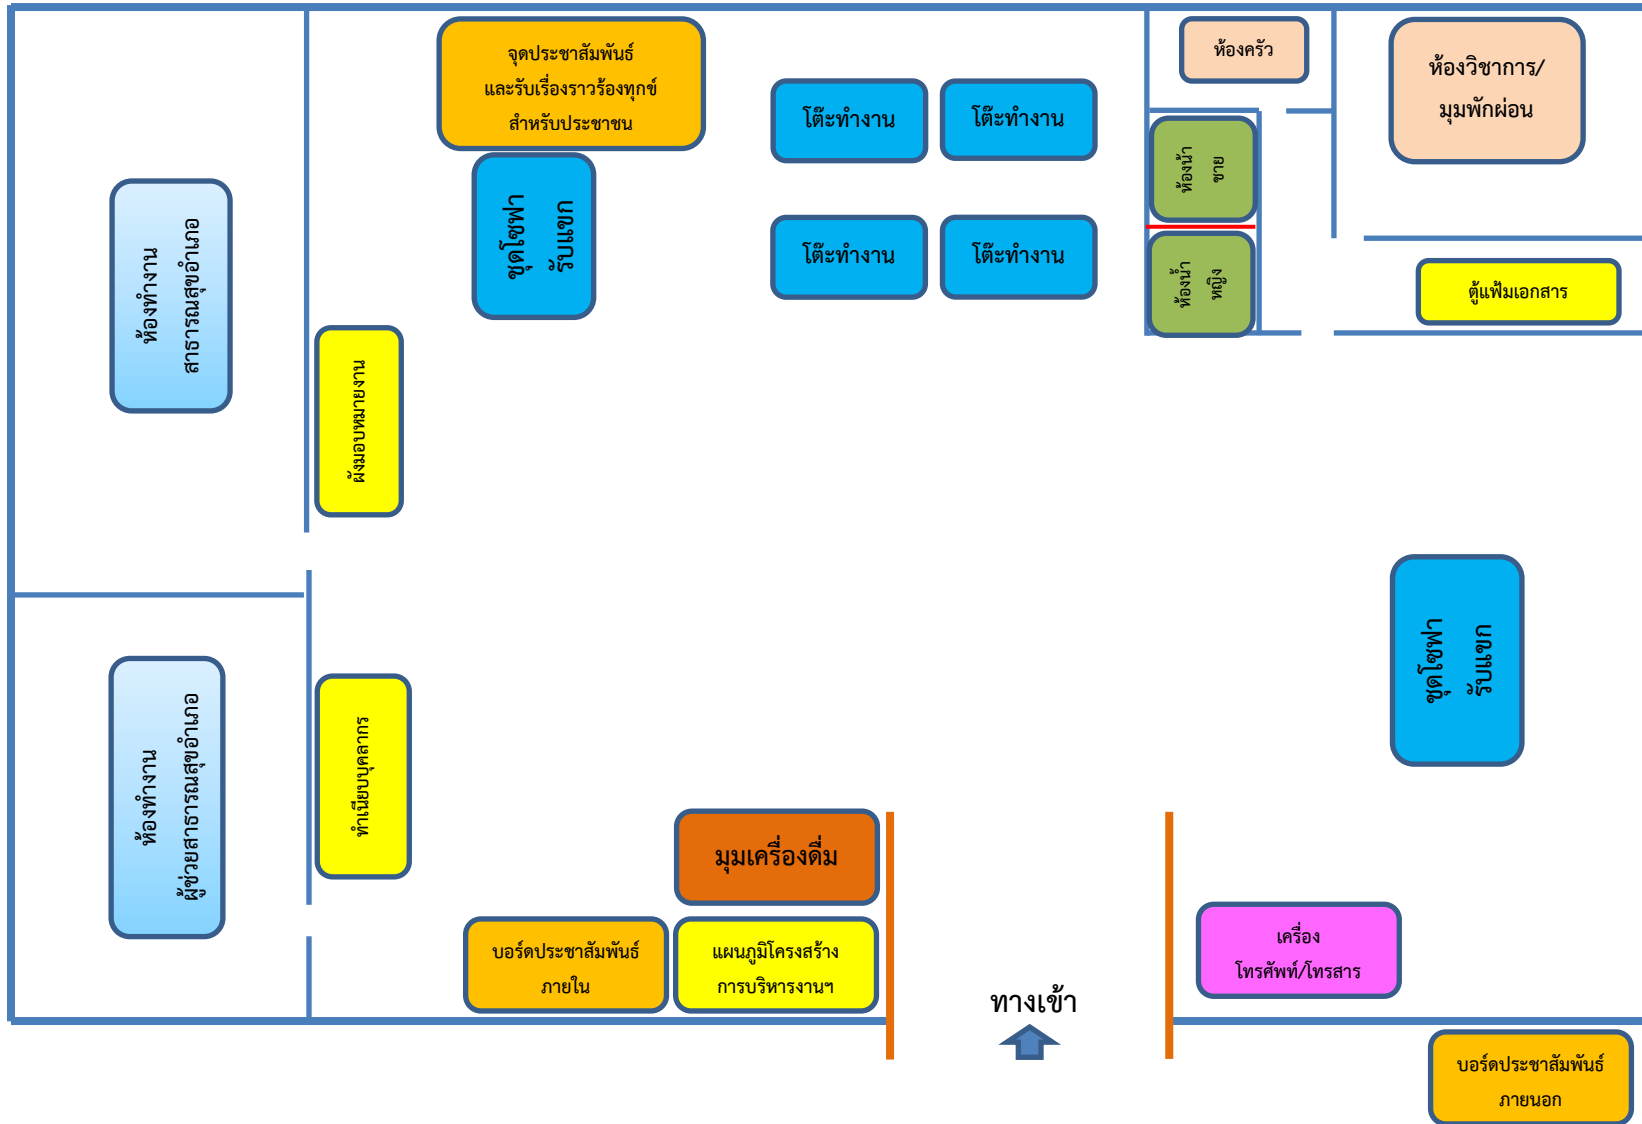 จุดประชาสัมพันธ์
และรับเรื่องราวร้องทุกข์
สำหรับประชาชน
ห้องครัว
ห้องวิชาการ/
มุมพักผ่อน
โต๊ะทำงาน
โต๊ะทำงาน
ห้องน้ำ
ชาย
ห้องทำงาน
สาธารณสุขอำเภอ
ชุดโซฟา
รับแขก
โต๊ะทำงาน
โต๊ะทำงาน
ห้องน้ำ
หญิง
ตู้แฟ้มเอกสาร
ผังมอบหมายงาน
ชุดโซฟา
รับแขก
ห้องทำงาน
ผู้ช่วยสาธารณสุขอำเภอ
ทำเนียบบุคลากร
มุมเครื่องดื่ม
บอร์ดประชาสัมพันธ์
ภายใน
แผนภูมิโครงสร้าง
การบริหารงานฯ
เครื่อง
โทรศัพท์/โทรสาร
ทางเข้า
บอร์ดประชาสัมพันธ์
ภายนอก